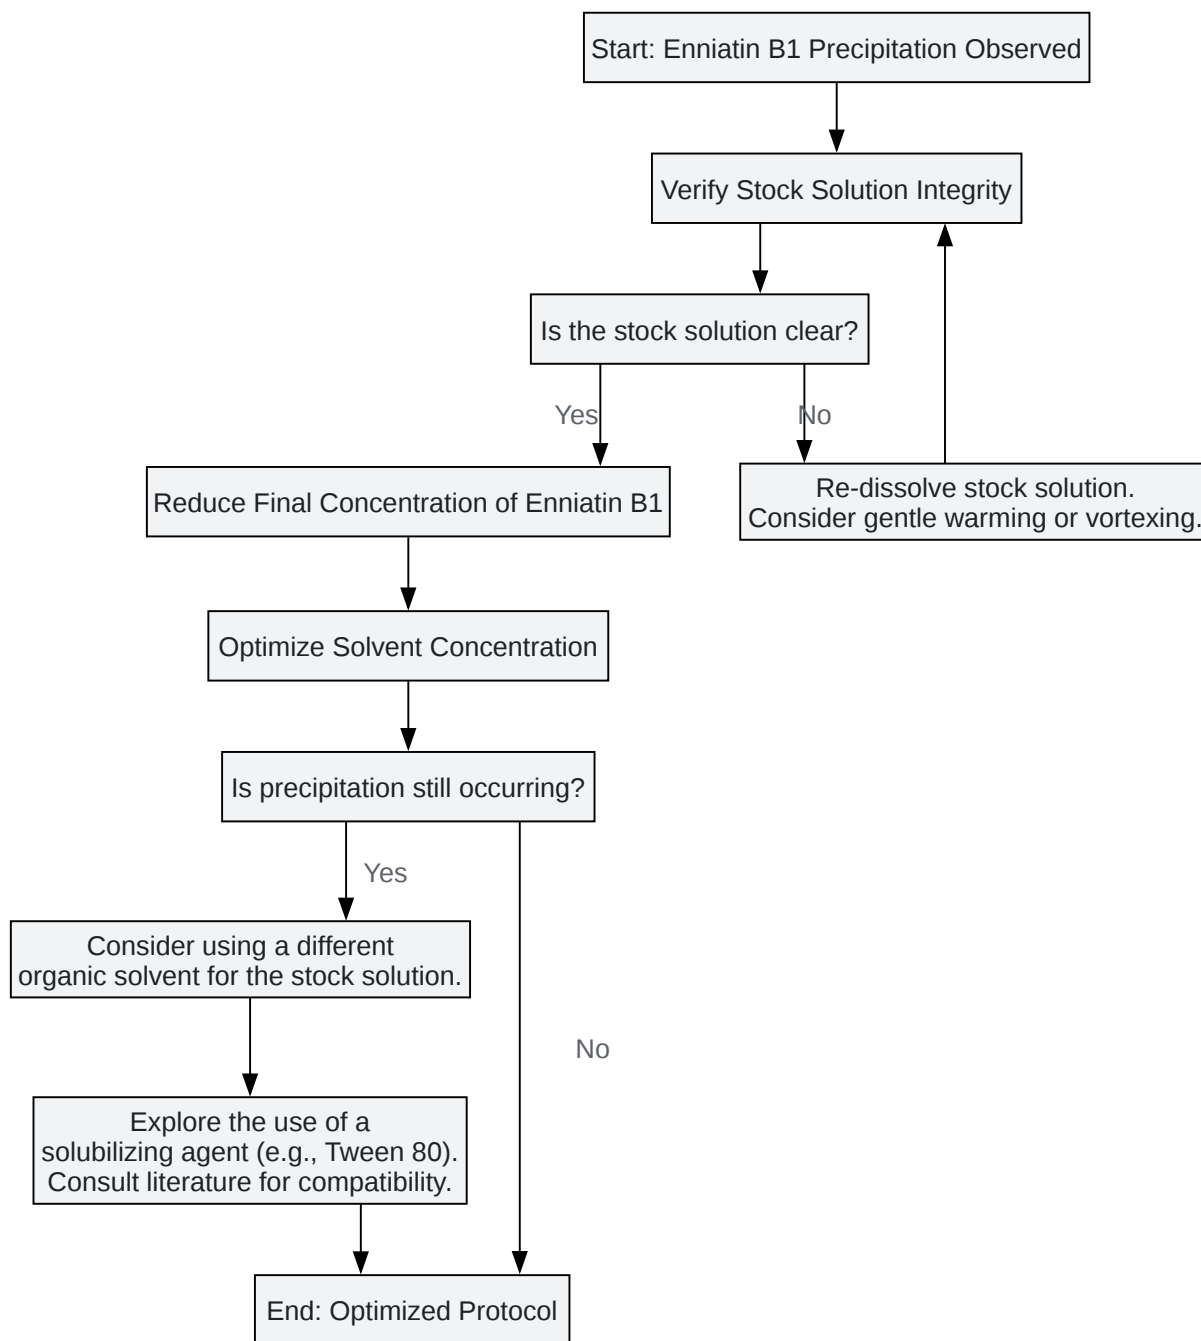 Start: Enniatin B1 Precipitation Observed
Verify Stock Solution Integrity
Is the stock solution clear?
Yes
No
Reduce Final Concentration of Enniatin B1
Re-dissolve stock solution.
Consider gentle warming or vortexing.
Optimize Solvent Concentration
Is precipitation still occurring?
Yes
Consider using a different
organic solvent for the stock solution.
No
Explore the use of a
solubilizing agent (e.g., Tween 80).
Consult literature for compatibility.
End: Optimized Protocol